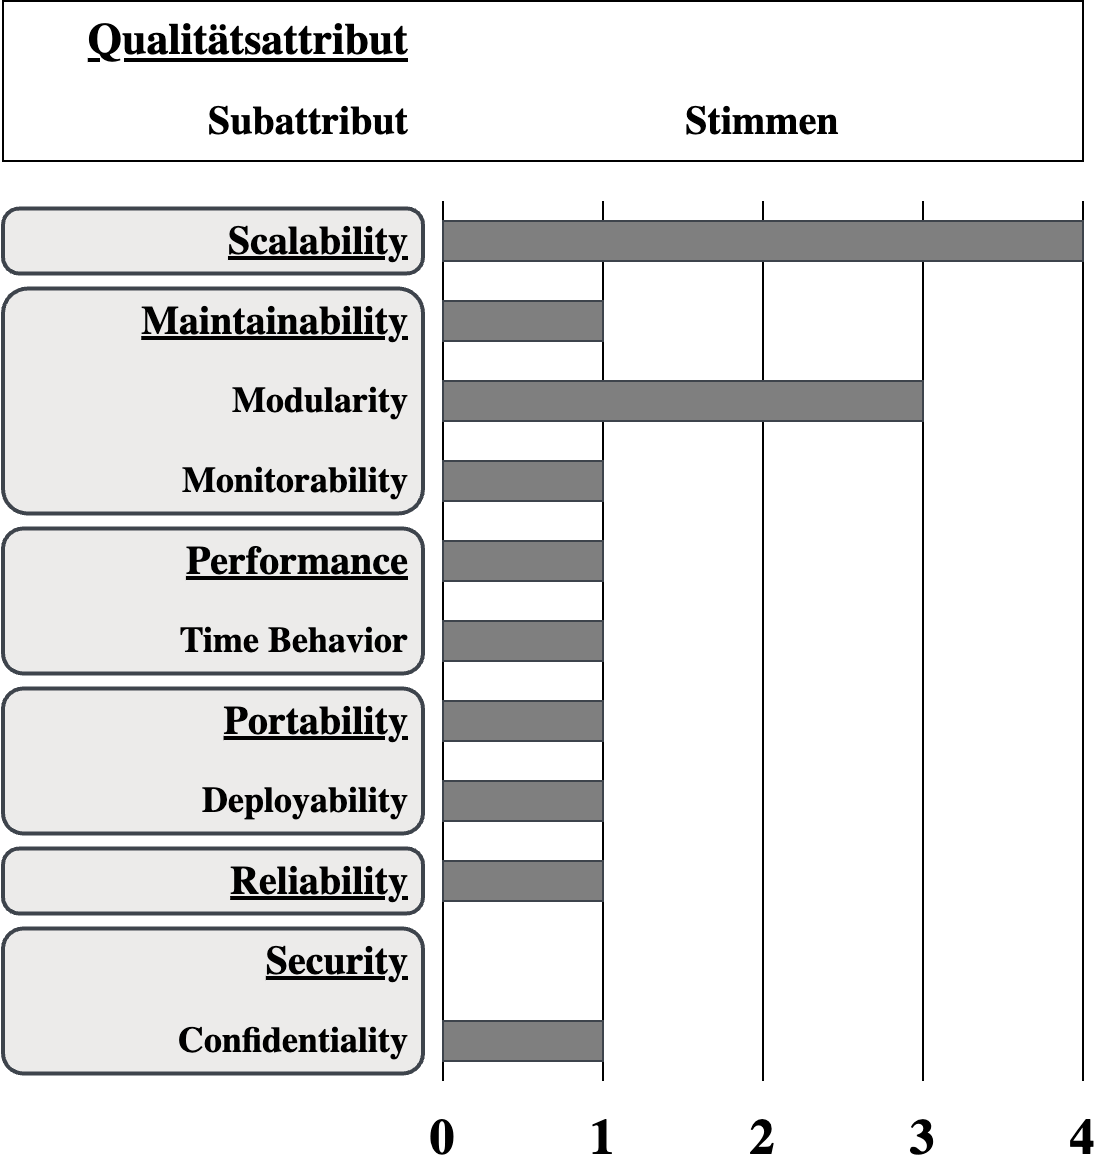 Qualitätsattribut
Subattribut Stimmen
Scalability
Maintainability
Modularity
Monitorability
Performance
Time Behavior
Portability
Deployability
Reliability
Security
Confidentiality
0 1 2 3 4